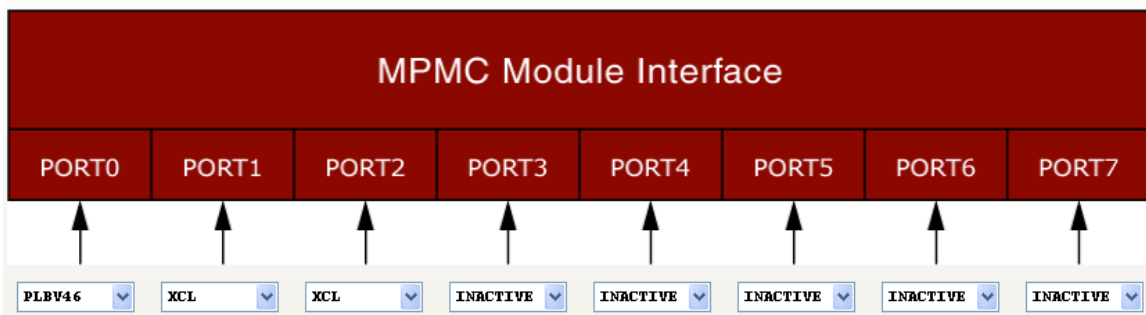 MPMC Module Interface
PORT0 PORT1 PORT2 PORT3 PORT4 PORT5 PORT6 PORT7
PLBV46 XCL XCL INACTIVE INACTIVE INACTIVE INACTIVE INACTIVE